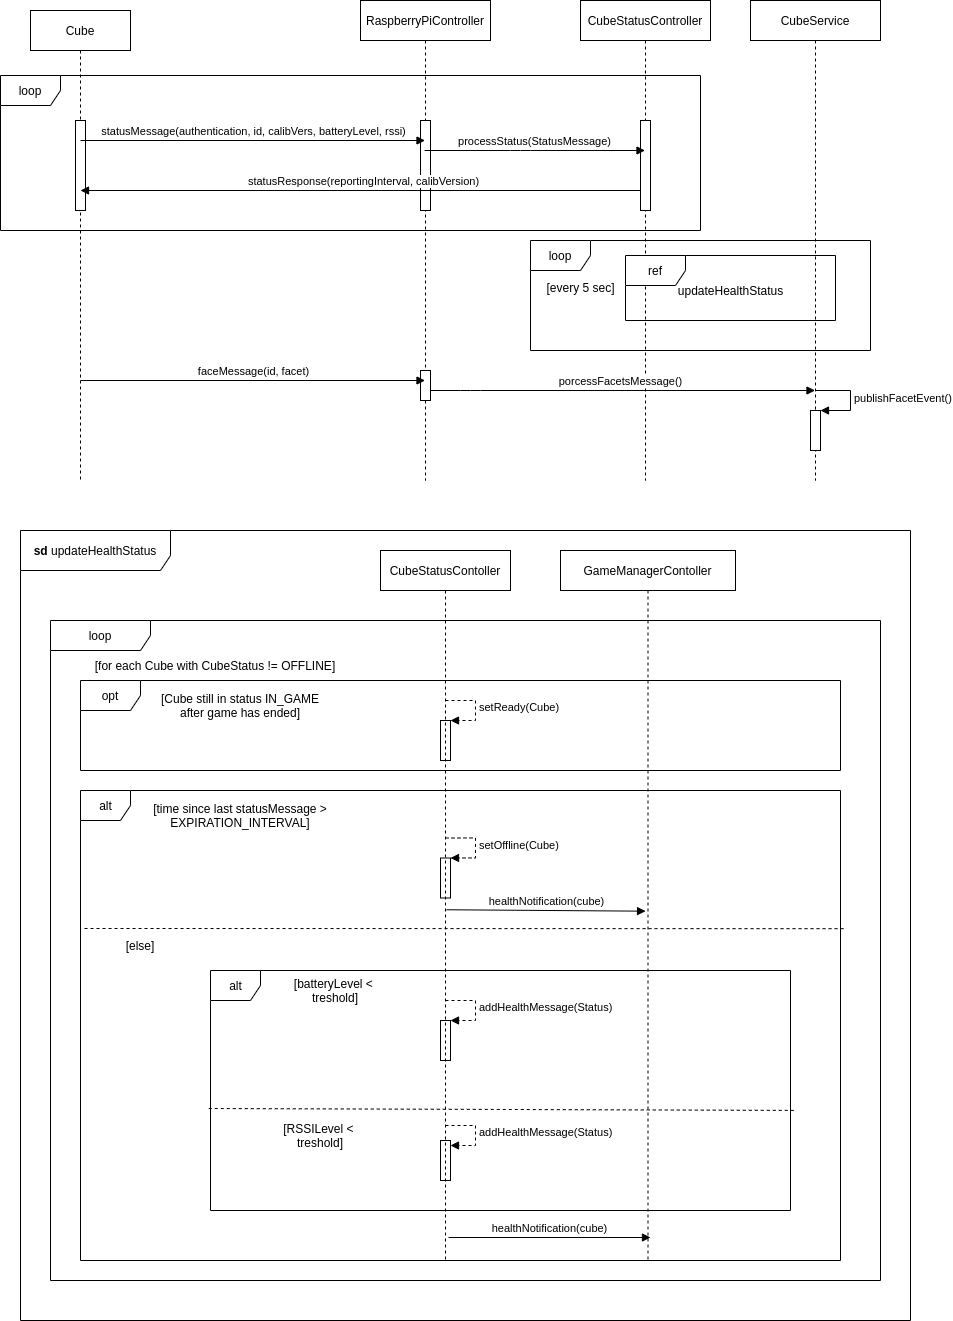 Cube
RaspberryPiController
CubeStatusController
CubeService
loop
statusMessage(authentication, id, calibVers, batteryLevel, rssi)
processStatus(StatusMessage)
statusResponse(reportingInterval, calibVersion)
loop
[every 5 sec]
ref
updateHealthStatus
faceMessage(id, facet)
porcessFacetsMessage()
publishFacetEvent()
sd updateHealthStatus
CubeStatusContoller
GameManagerContoller
loop
[for each Cube with CubeStatus != OFFLINE]
opt
[Cube still in status IN_GAME
after game has ended]
setReady(Cube)
alt
[time since last statusMessage >
EXPIRATION_INTERVAL]
setOffline(Cube)
healthNotification(cube)
[else]
alt
[batteryLevel <
treshold]
addHealthMessage(Status)
[RSSILevel <
treshold]
addHealthMessage(Status)
healthNotification(cube)